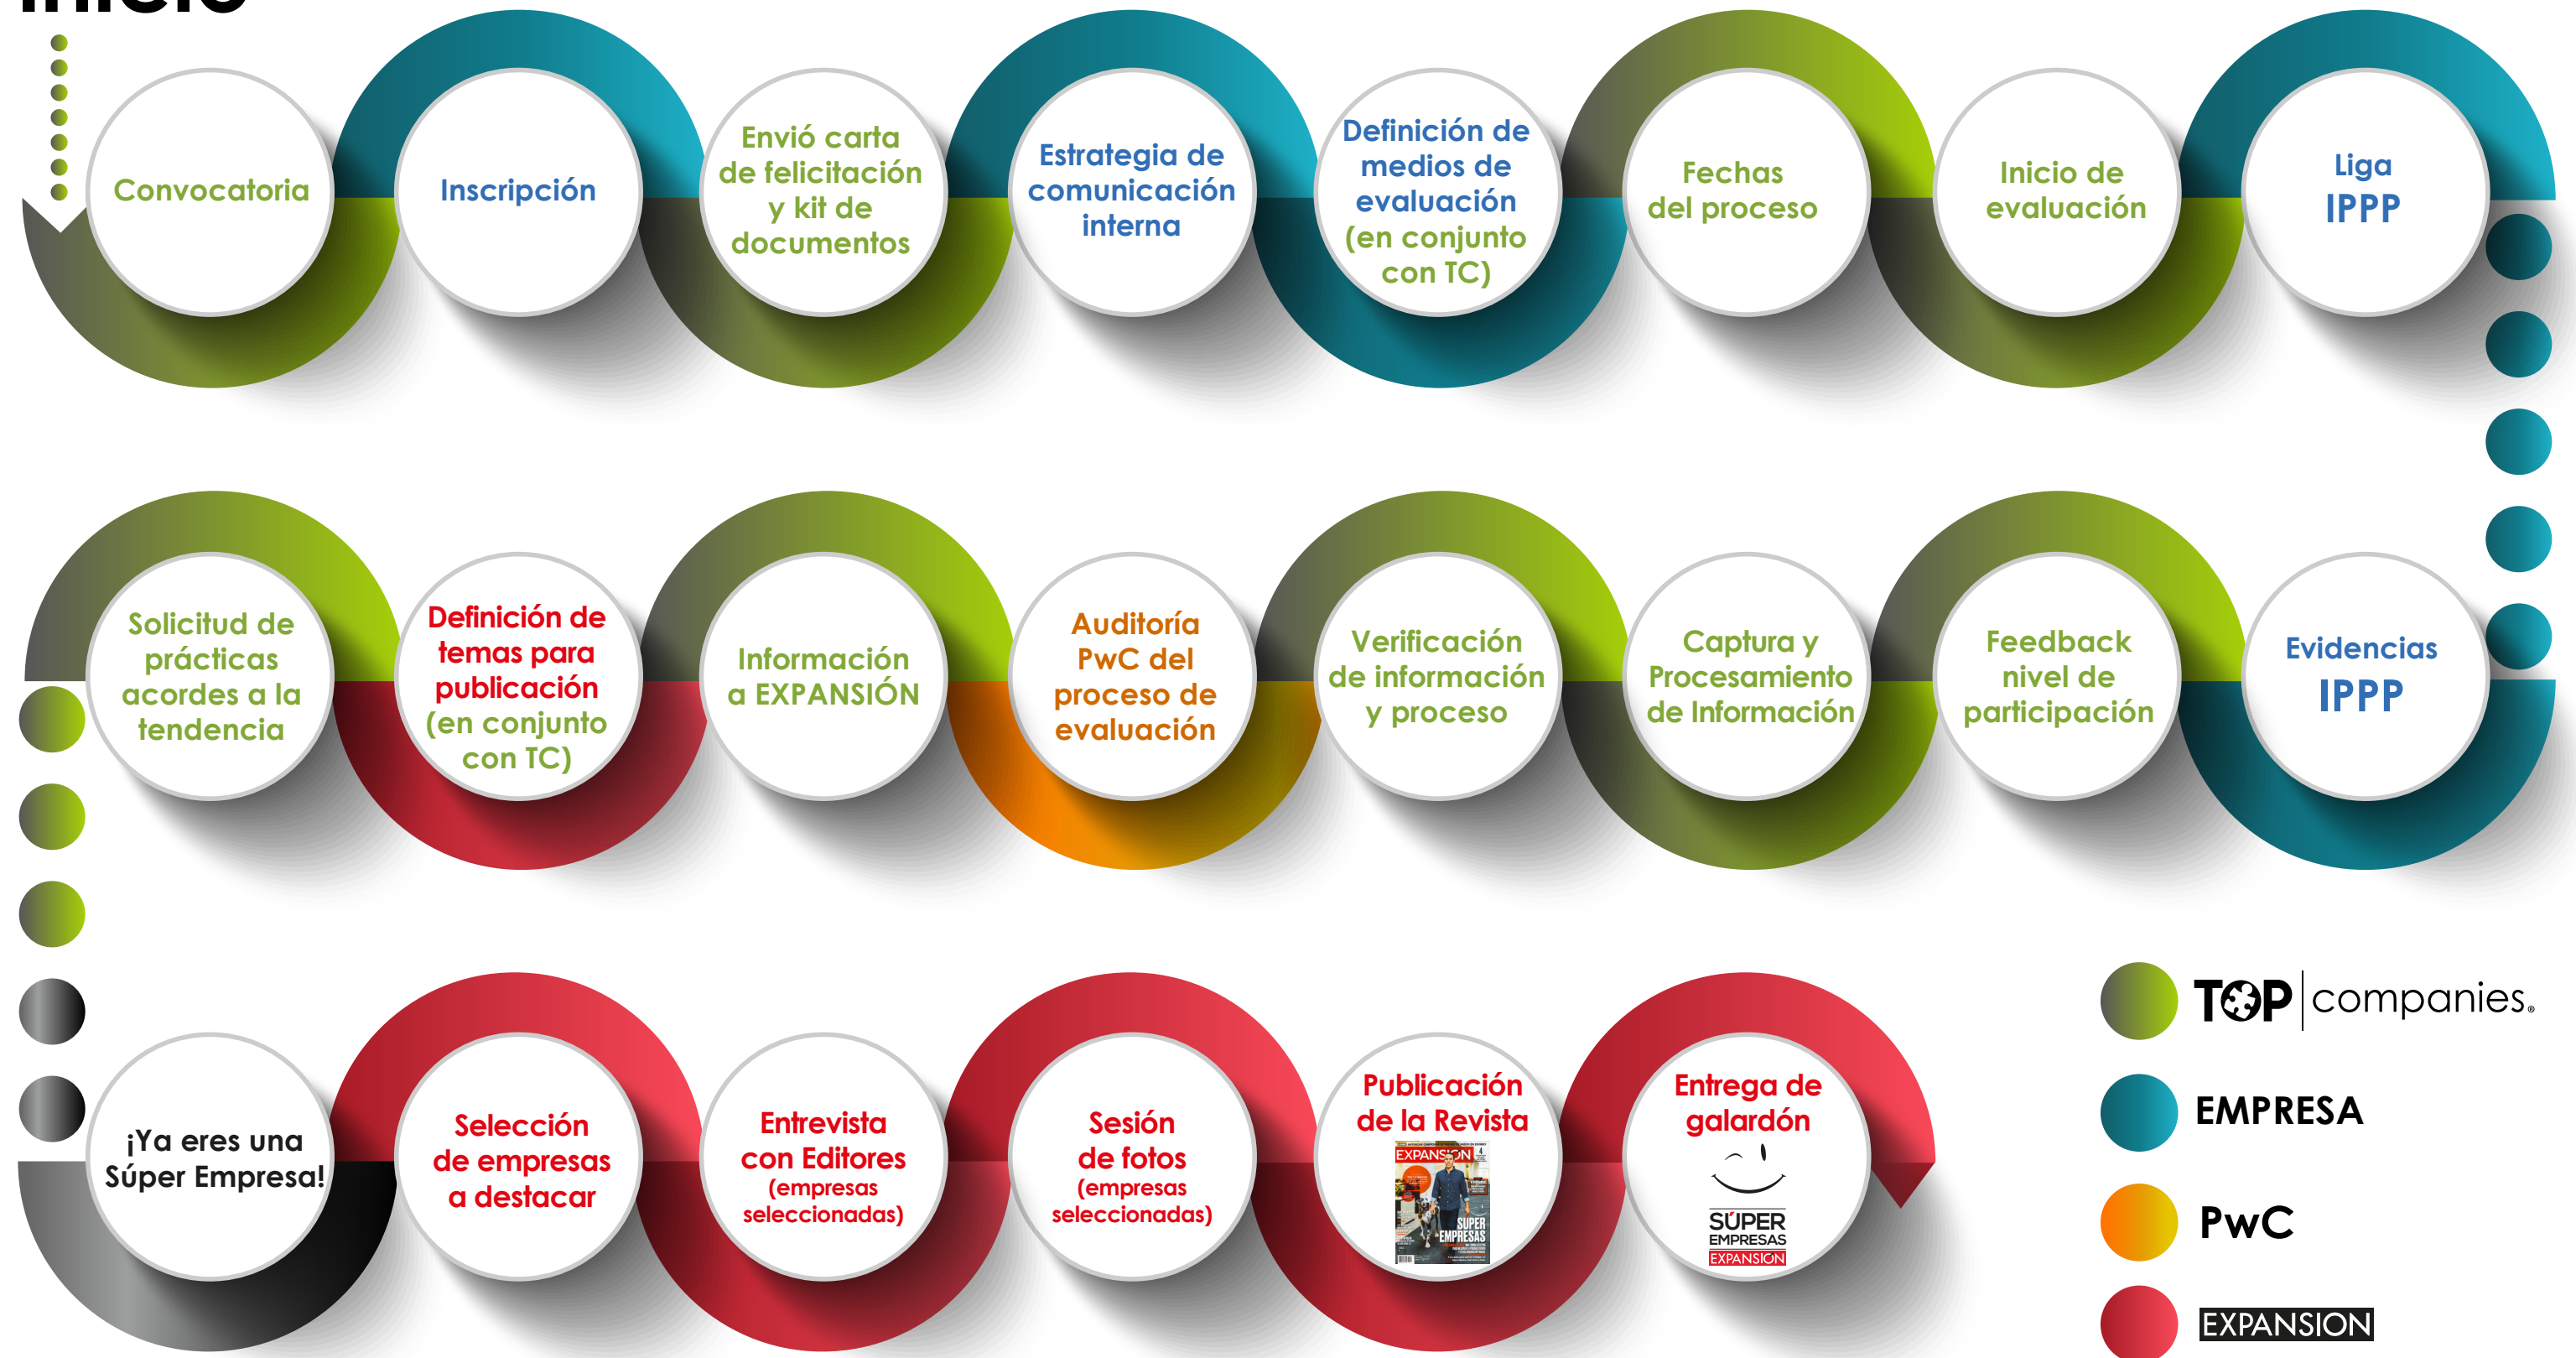 Inicio
Convocatoria
Inscripción
Envió carta
de felicitación
y kit de
documentos
Estrategia de
comunicación
interna
Definición de
medios de
evaluación
(en conjunto
con TC)
Fechas
del proceso
Inicio de
evaluación
Liga
IPPP
Solicitud de
prácticas
acordes a la
tendencia
Definición de
temas para
publicación
(en conjunto
con TC)
Información
a EXPANSIÓN
Auditoría
PwC del
proceso de
evaluación
Verificación
de información
y proceso
Captura y
Procesamiento
de Información
Feedback
nivel de
participación
Evidencias
IPPP
¡Ya eres una
Súper Empresa!
Selección
de empresas
a destacar
Entrevista
con Editores
(empresas
seleccionadas)
Sesión
de fotos
(empresas
seleccionadas)
Publicación
de la Revista
EXPANSIÓN
SÚPER
EMPRESAS
Entrega de
galardón
SÚPER
EMPRESAS
EXPANSIÓN
TOP companies®
EMPRESA
PwC
EXPANSION